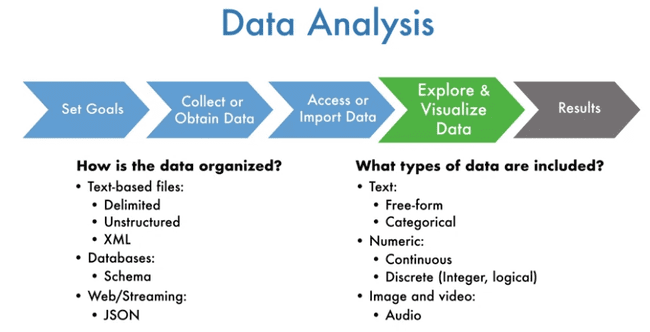 Data Analysis
Set Goals
Collect or
Obtain Data
Access or
Import Data
Explore &
Visualize
Data
Results
How is the data organized?
• Text-based files:
• Delimited
• Unstructured
• XML
• Databases:
• Schema
• Web/Streaming:
• JSON
What types of data are included?
• Text:
• Free-form
• Categorical
• Numeric:
• Continuous
• Discrete (Integer, logical)
• Image and video:
• Audio